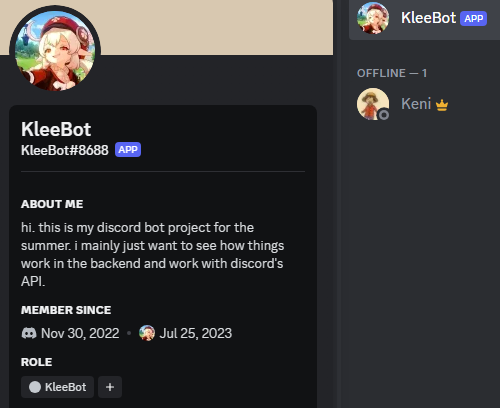 KleeBot
KleeBot#8688 APP
ABOUT ME
hi. this is my discord bot project for the
summer. i mainly just want to see how things
work in the backend and work with discord's
API.
MEMBER SINCE
Nov 30, 2022 • Jul 25, 2023
ROLE
KleeBot +
KleeBot APP
OFFLINE — 1
Keni